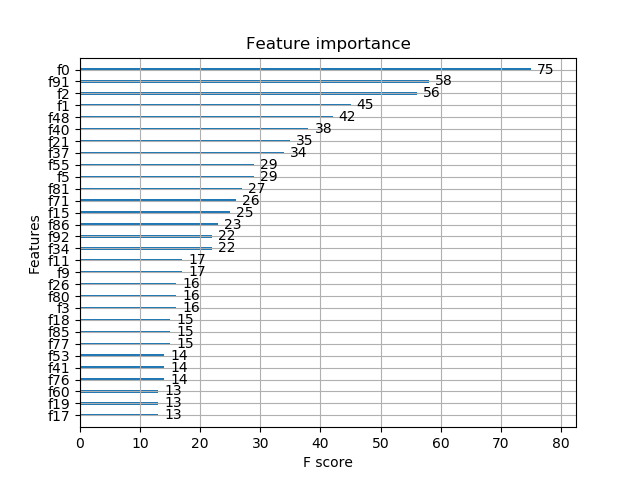 Feature importance
f0 75
f91 58
f2 56
f1 45
f48 42
f40 38
f21 35
f37 34
f55 29
f5 29
f81 27
f71 26
f15 25
f86 23
f92 22
f34 22
f11 17
f9 17
f26 16
f80 16
f3 16
f18 15
f85 15
f77 15
f53 14
f41 14
f76 14
f60 13
f19 13
f17 13
Features
0 10 20 30 40 50 60 70 80
F score